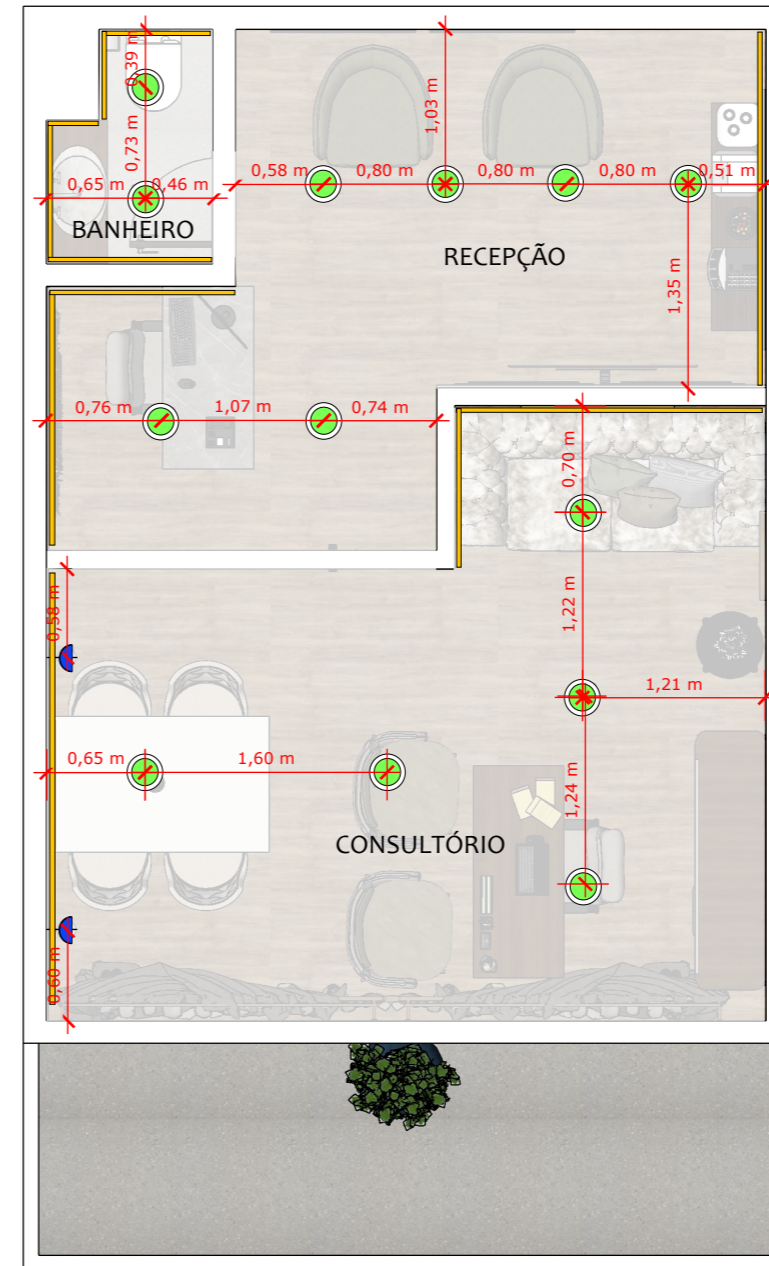 0,39 m
1,03 m
0,73 m
0,65 m
0,46 m
0,58 m
0,80 m
0,80 m
0,80 m
0,51 m
BANHEIRO
RECEPÇÃO
1,35 m
0,76 m
1,07 m
0,74 m
0,70 m
0,58 m
1,22 m
1,21 m
0,65 m
1,60 m
1,24 m
CONSULTÓRIO
0,60 m